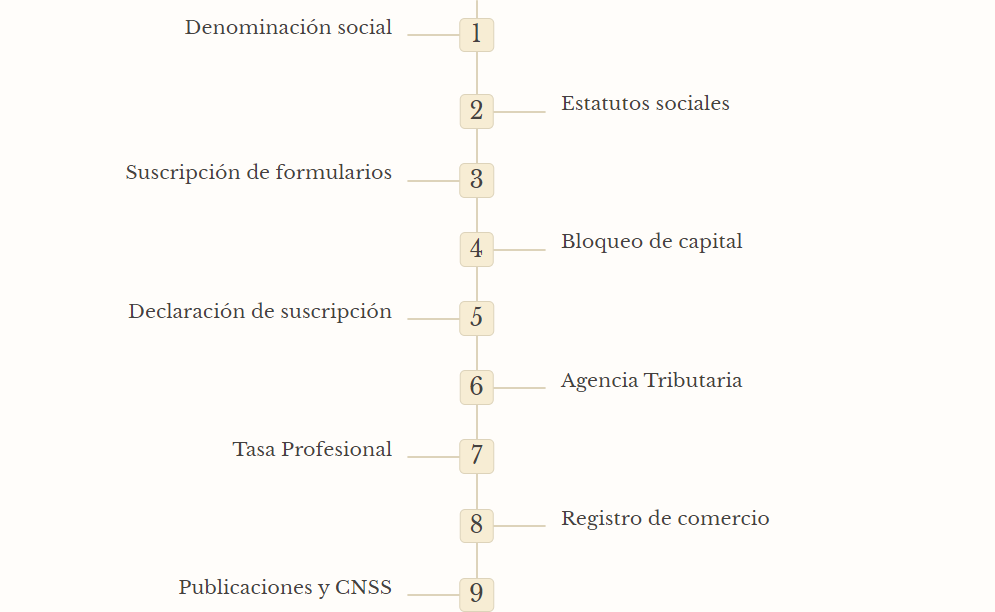 Denominación social
1
2
Estatutos sociales
Suscripción de formularios
3
4
Bloqueo de capital
Declaración de suscripción
5
6
Agencia Tributaria
Tasa Profesional
7
8
Registro de comercio
Publicaciones y CNSS
9